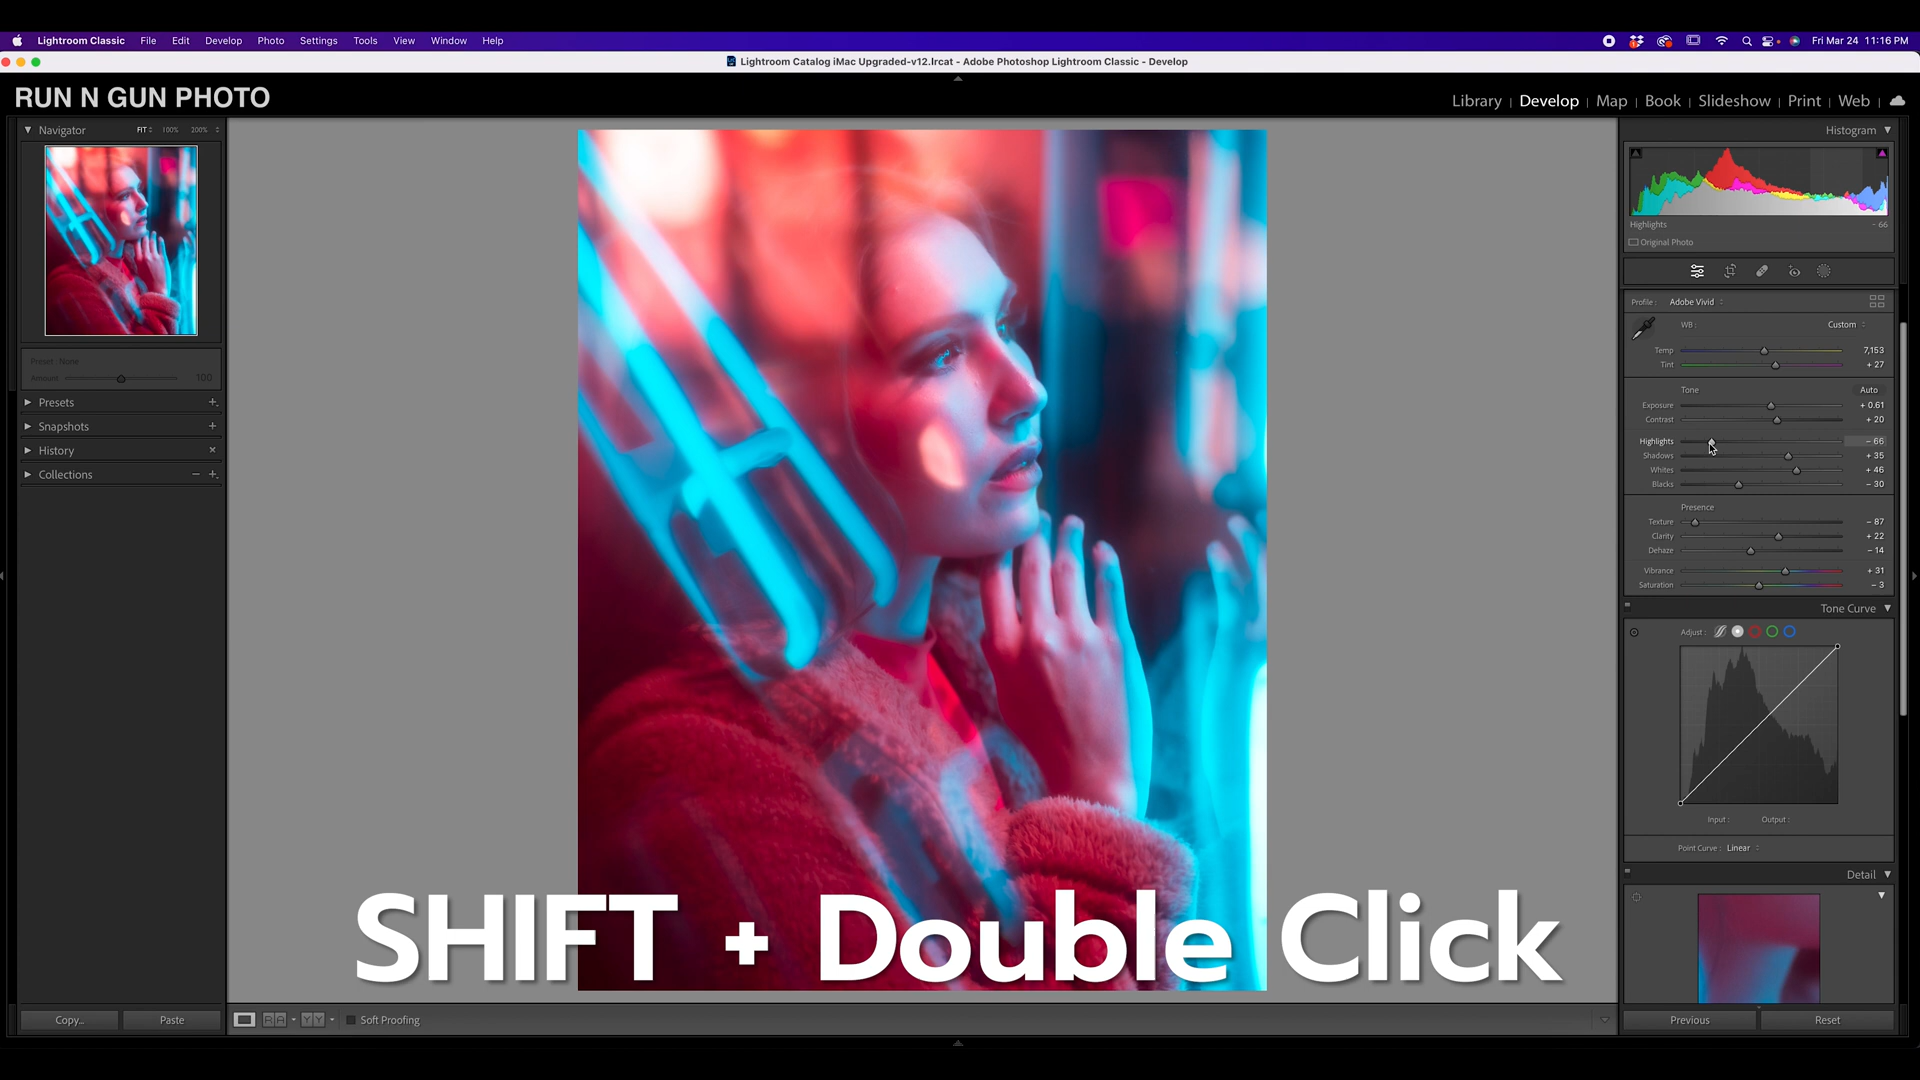 Lightroom Classic File Edit Develop Photo Settings Tools View Window Help Fri Mar 24 11:16 PM
Lightroom Catalog iMac Upgraded-v12.lrcat - Adobe Photoshop Lightroom Classic - Develop
RUN N GUN PHOTO
Library | Develop | Map | Book | Slideshow | Print | Web
Navigator FIT 100% 200%
Preset : None
Amount 100
Presets
Snapshots
History
Collections
Copy... Paste
Soft Proofing
SHIFT + Double Click
Histogram
Highlights - 66
Original Photo
Profile : Adobe Vivid
WB : Custom
Temp 7,153
Tint + 27
Tone Auto
Exposure + 0.61
Contrast + 20
Highlights - 66
Shadows + 35
Whites + 46
Blacks - 30
Presence
Texture - 87
Clarity + 22
Dehaze - 14
Vibrance + 31
Saturation - 3
Tone Curve
Adjust :
Input : Output :
Point Curve : Linear
Detail
Previous Reset